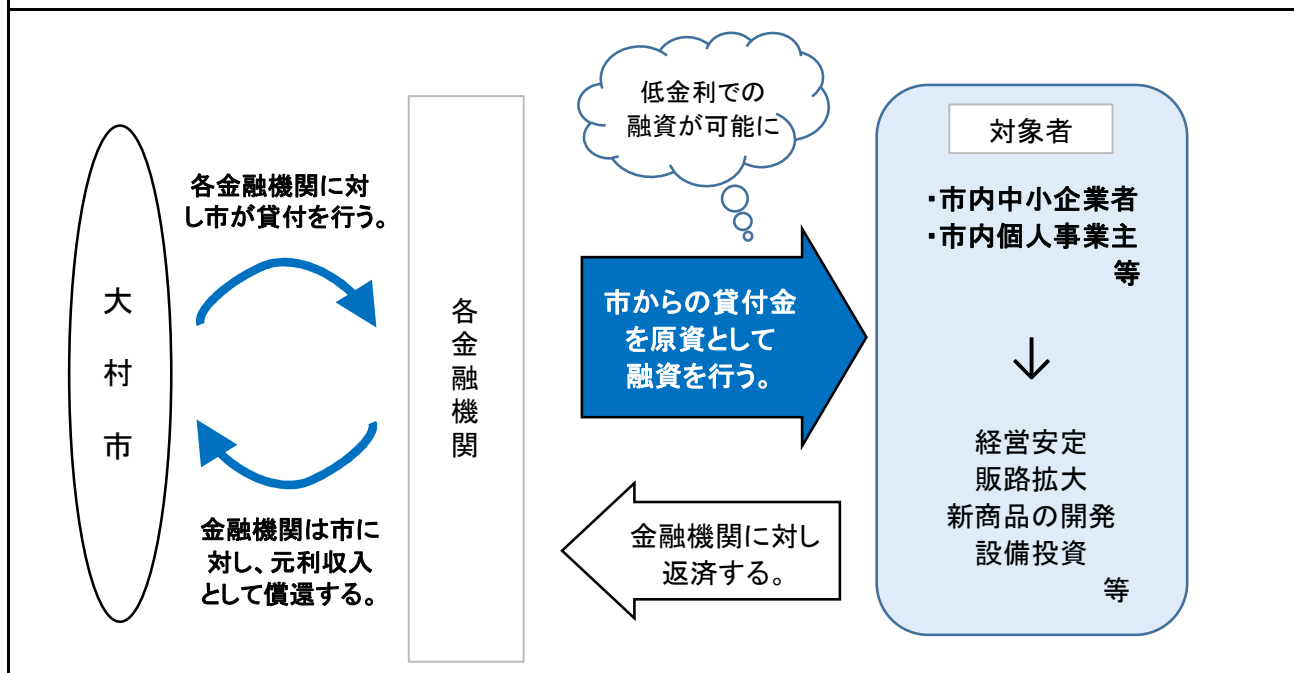 大村市
各金融機関に対
し市が貸付を行う。
金融機関は市に
対し、元利収入
として償還する。
各金融機関
低金利での
融資が可能に
市からの貸付金
を原資として
融資を行う。
金融機関に対し
返済する。
対象者
・市内中小企業者
・市内個人事業主
等
↓
経営安定
販路拡大
新商品の開発
設備投資
等